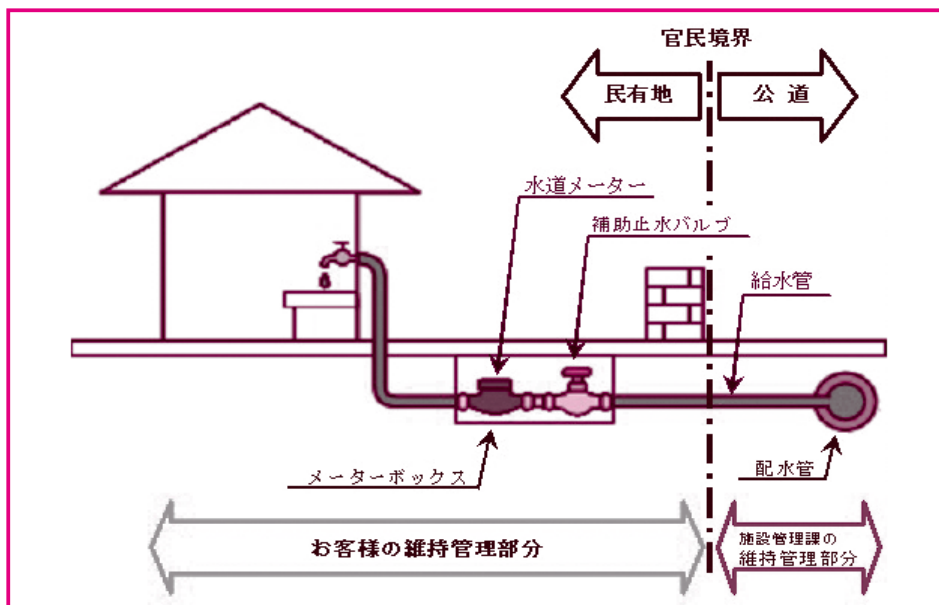 官民境界
民有地
公道
水道メーター
補助止水バルブ
給水管
メーターボックス
配水管
お客様の維持管理部分
施設管理課の
維持管理部分